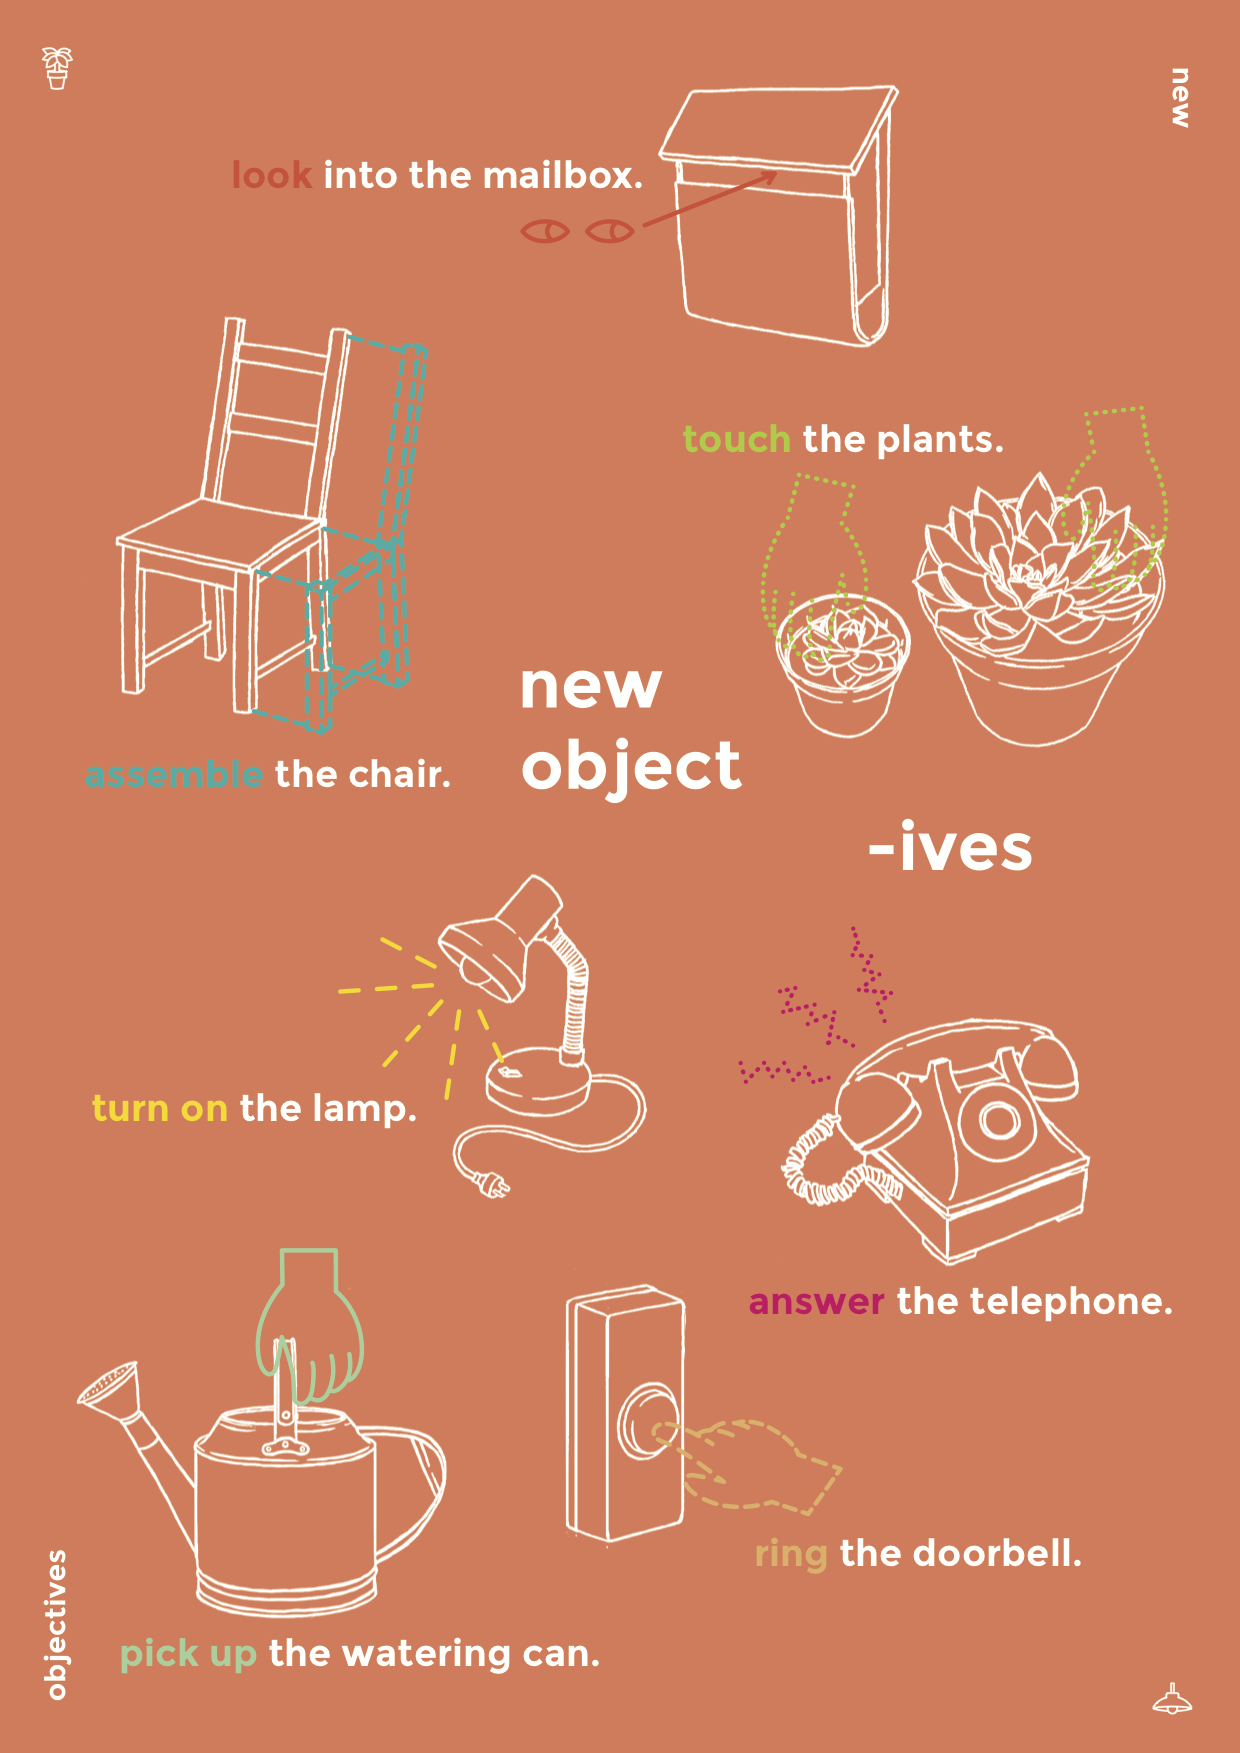 new
look into the mailbox.
touch the plants.
new
object
-ives
assemble the chair.
turn on the lamp.
answer the telephone.
ring the doorbell.
pick up the watering can.
objectives